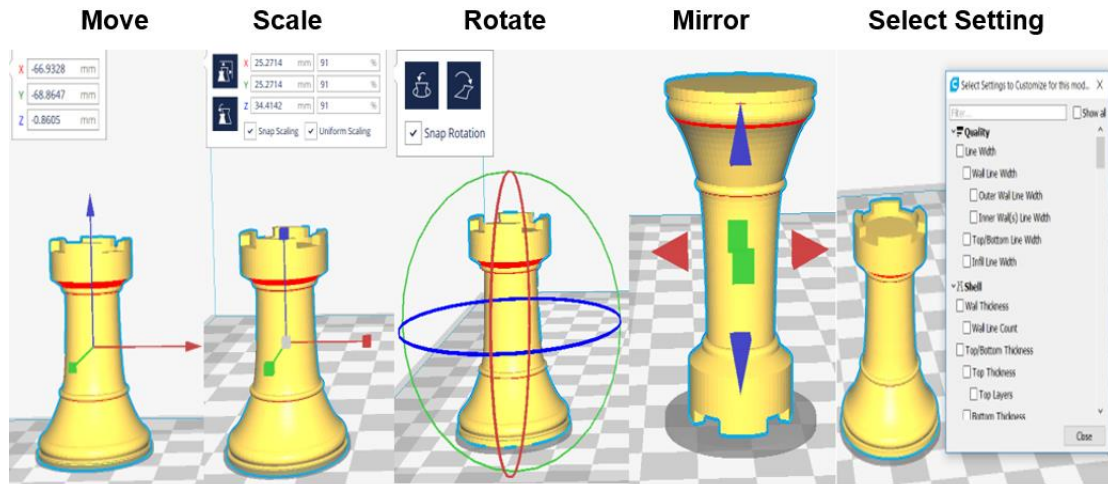 Move
Scale
Rotate
Mirror
Select Setting
X -66.9328 mm
Y -68.8647 mm
Z -0.8605 mm
X 25.2714 mm 91 %
Y 25.2714 mm 91 %
Z 34.4142 mm 91 %
Snap Scaling Uniform Scaling
Snap Rotation
Select Settings to Customize for this mod...
Filter... Show all
Quality
Line Width
Wall Line Width
Outer Wall Line Width
Inner Wall(s) Line Width
Top/Bottom Line Width
Infill Line Width
Shell
Wall Thickness
Wall Line Count
Top/Bottom Thickness
Top Thickness
Top Layers
Bottom Thickness
Close